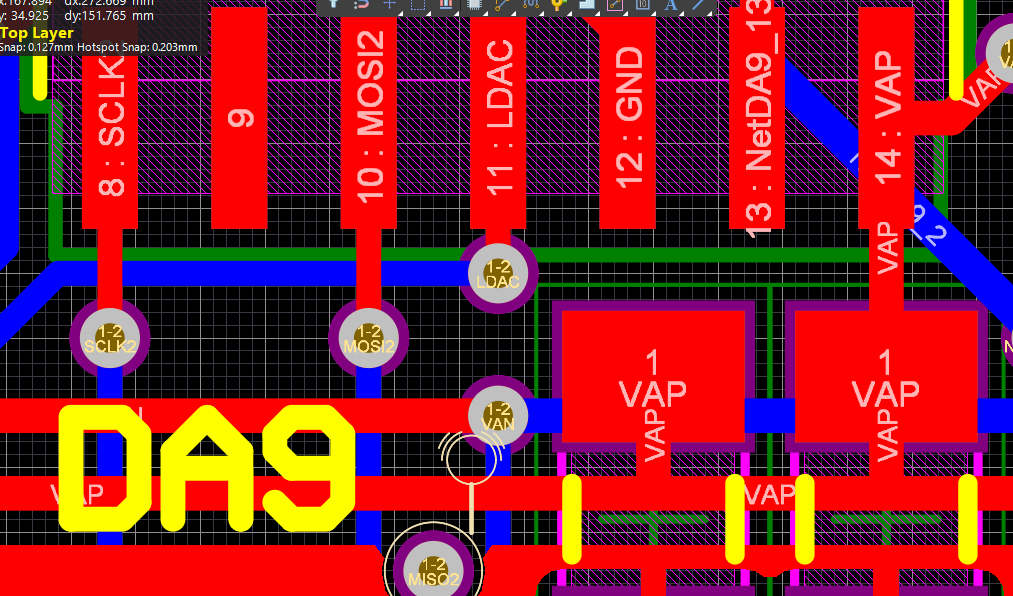 x:167.894 dx:272.669 mm
y: 34.925 dy:151.765 mm
Top Layer
Snap: 0.127mm Hotspot Snap: 0.203mm
8 : SCLK2
9
10 : MOSI2
11 : LDAC
12 : GND
13 : NetDA9_13
14 : VAP
VAP
VAP
1-2
LDAC
1-2
SCLK2
1-2
MOSI2
1-2
VAN
1
VAP
VAP
1
VAP
VAP
DA9
VAP
VAP
1-2
MISO2